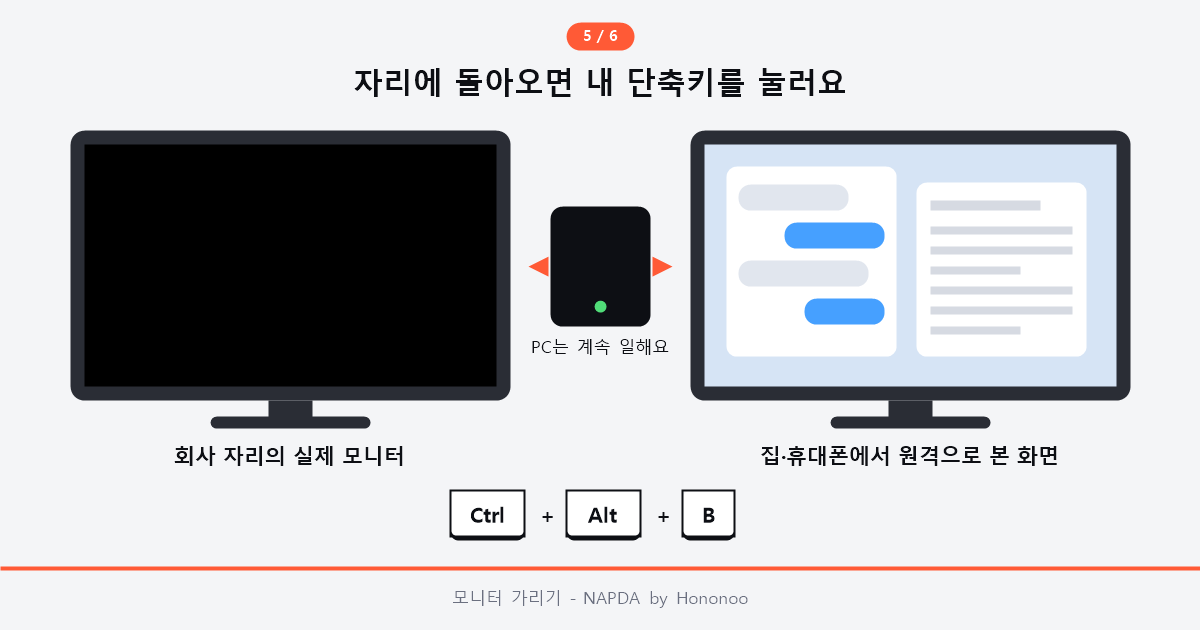 5 / 6
자리에 돌아오면 내 단축키를 눌러요
PC는 계속 일해요
회사 자리의 실제 모니터
집·휴대폰에서 원격으로 본 화면
Ctrl + Alt + B
모니터 가리기 - NAPDA by Hononoo